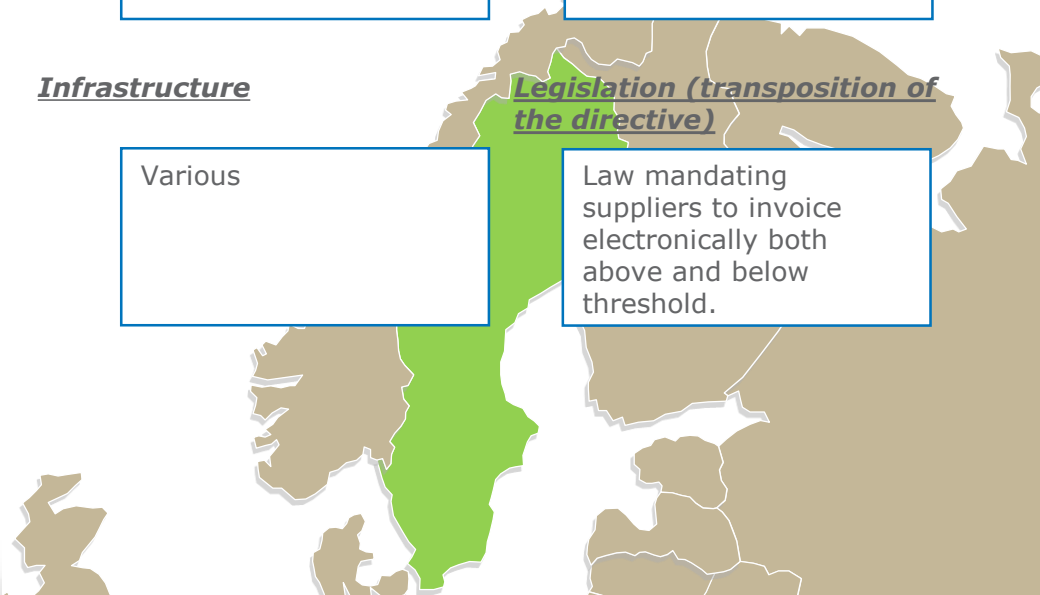 Infrastructure
Legislation (transposition of
the directive)
Various
Law mandating
suppliers to invoice
electronically both
above and below
threshold.